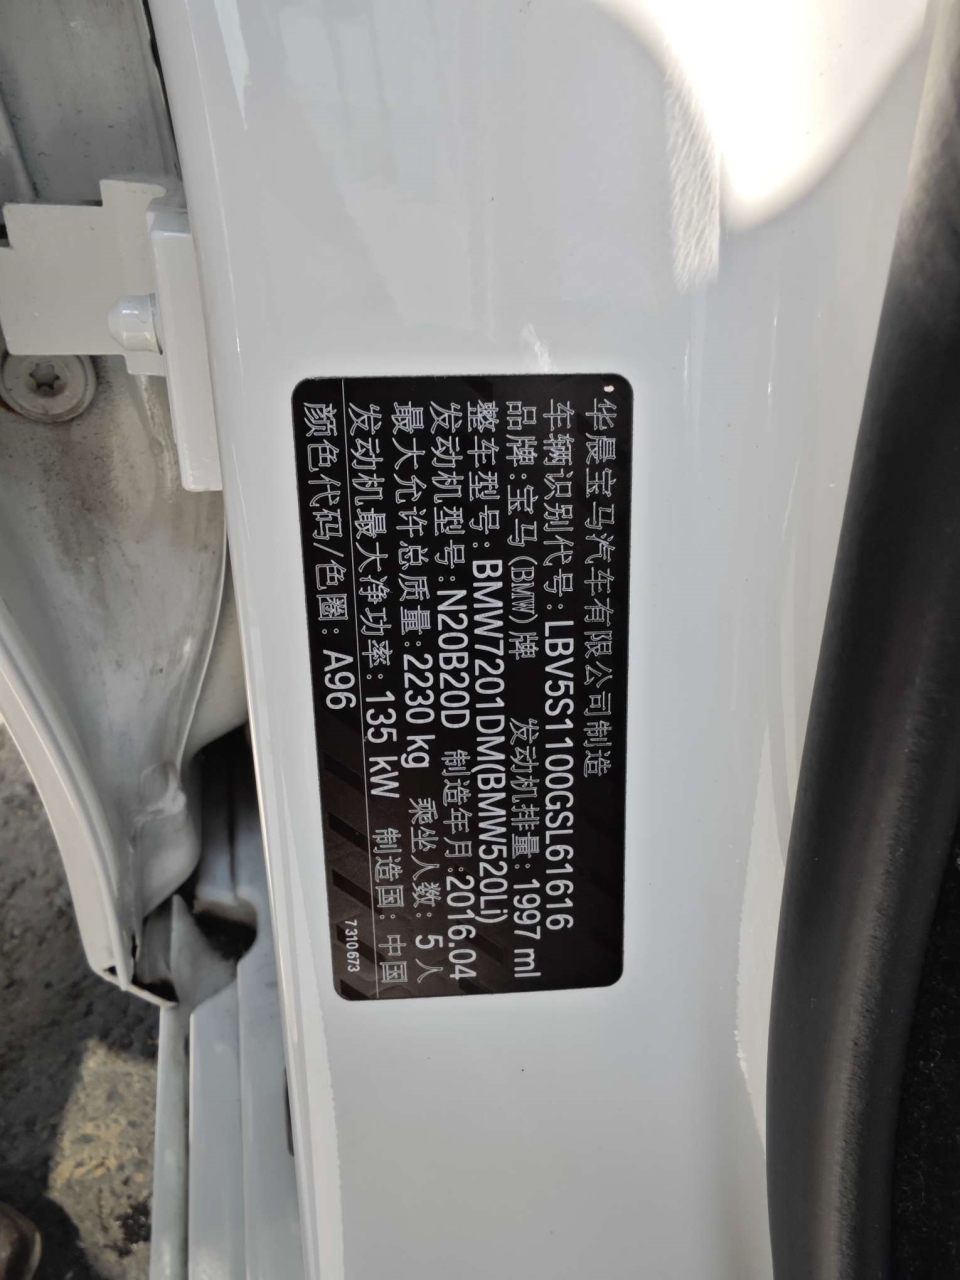 华晨宝马汽车有限公司制造
车辆识别代号:LBV5S1100GSL61616
品牌:宝马(BMW)牌 发动机排量:1997 ml
整车型号:BMW7201DM(BMW520Li)
发动机型号:N20B20D 制造年月:2016.04
最大允许总质量:2230 kg 乘坐人数:5人
发动机最大净功率:135 kW 制造国:中国
颜色代码/色圈:A96 7310673